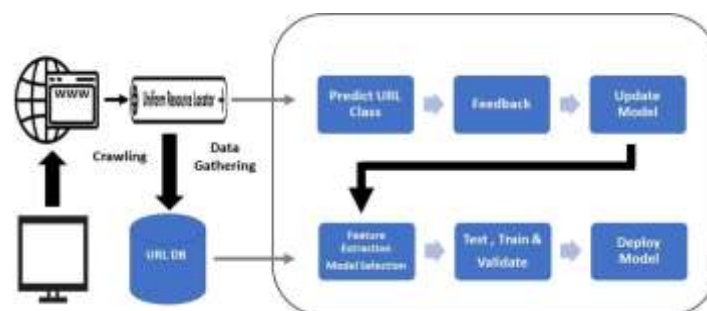 WWW
Uniform Resource Locator
Crawling
Data
Gathering
URL DB
Predict URL
Class
Feedback
Update
Model
Feature
Extraction
Model Selection
Test , Train &
Validate
Deploy
Model